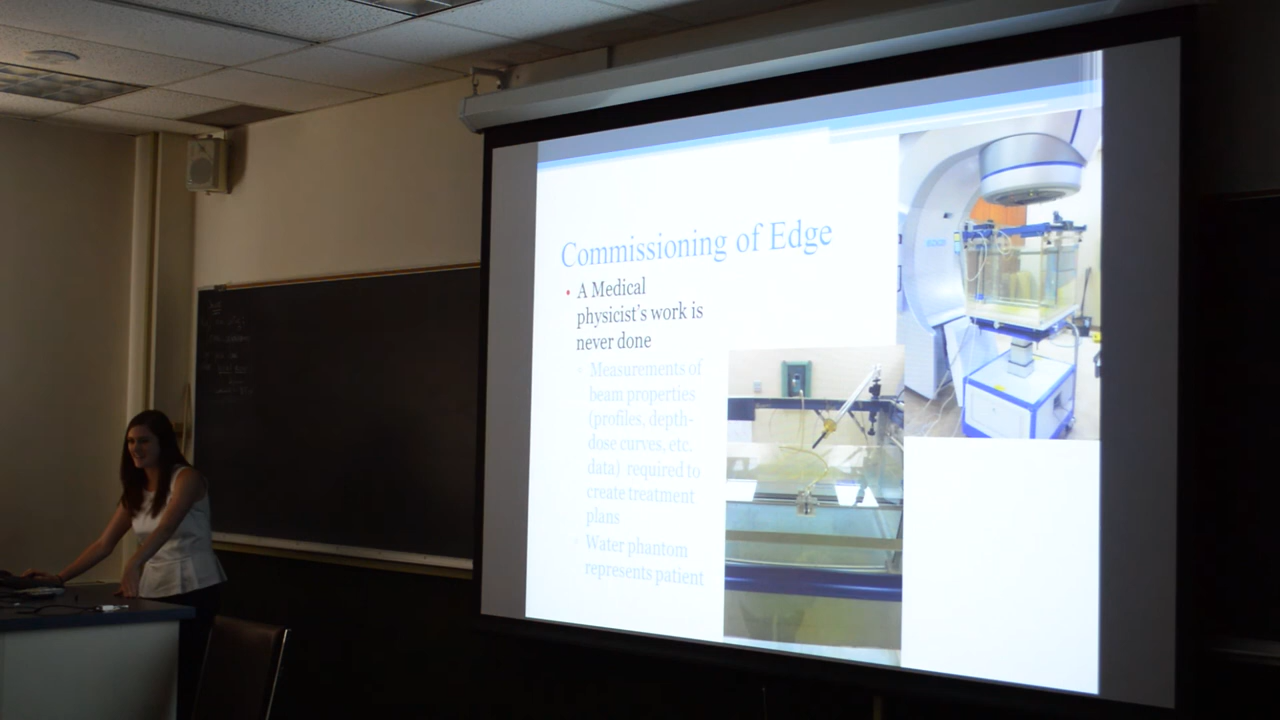 Commissioning of Edge
• A Medical
physicist's work is
never done
Measurements of
beam properties
(profiles, depth-
dose curves, etc.
data) required to
create treatment
plans
Water phantom
represents patient
EDGE